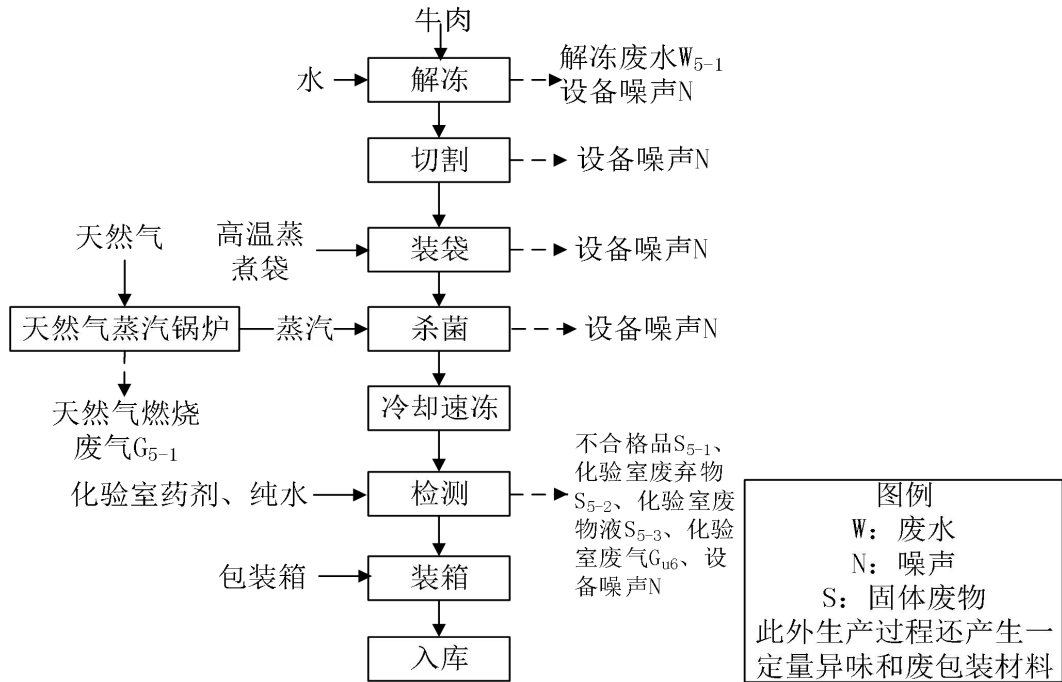 牛肉
水
解冻
解冻废水W5-1
设备噪声N
切割
设备噪声N
天然气
高温蒸
煮袋
装袋
设备噪声N
天然气蒸汽锅炉
蒸汽
杀菌
设备噪声N
天然气燃烧
废气G5-1
冷却速冻
化验室药剂、纯水
检测
不合格品S5-1、
化验室废弃物
S5-2、化验室废
物液S5-3、化验
室废气Gu6、设
备噪声N
包装箱
装箱
入库
图例
W：废水
N：噪声
S：固体废物
此外生产过程还产生一
定量异味和废包装材料